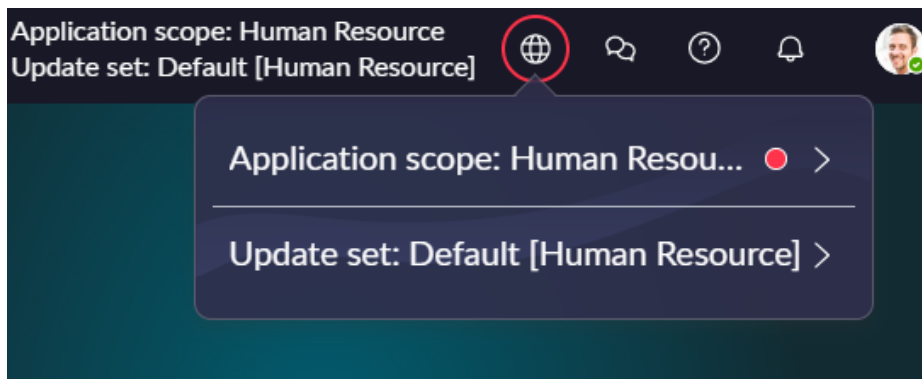 Application scope: Human Resource
Update set: Default [Human Resource]
Application scope: Human Resou...
Update set: Default [Human Resource]